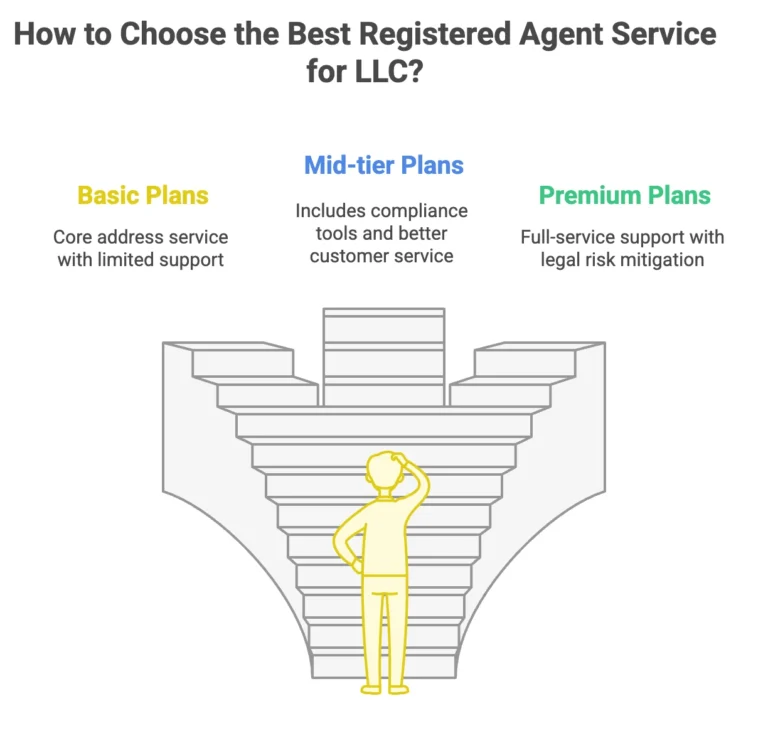 How to Choose the Best Registered Agent Service
for LLC?
Basic Plans
Core address service
with limited support
Mid-tier Plans
Includes compliance
tools and better
customer service
Premium Plans
Full-service support with
legal risk mitigation